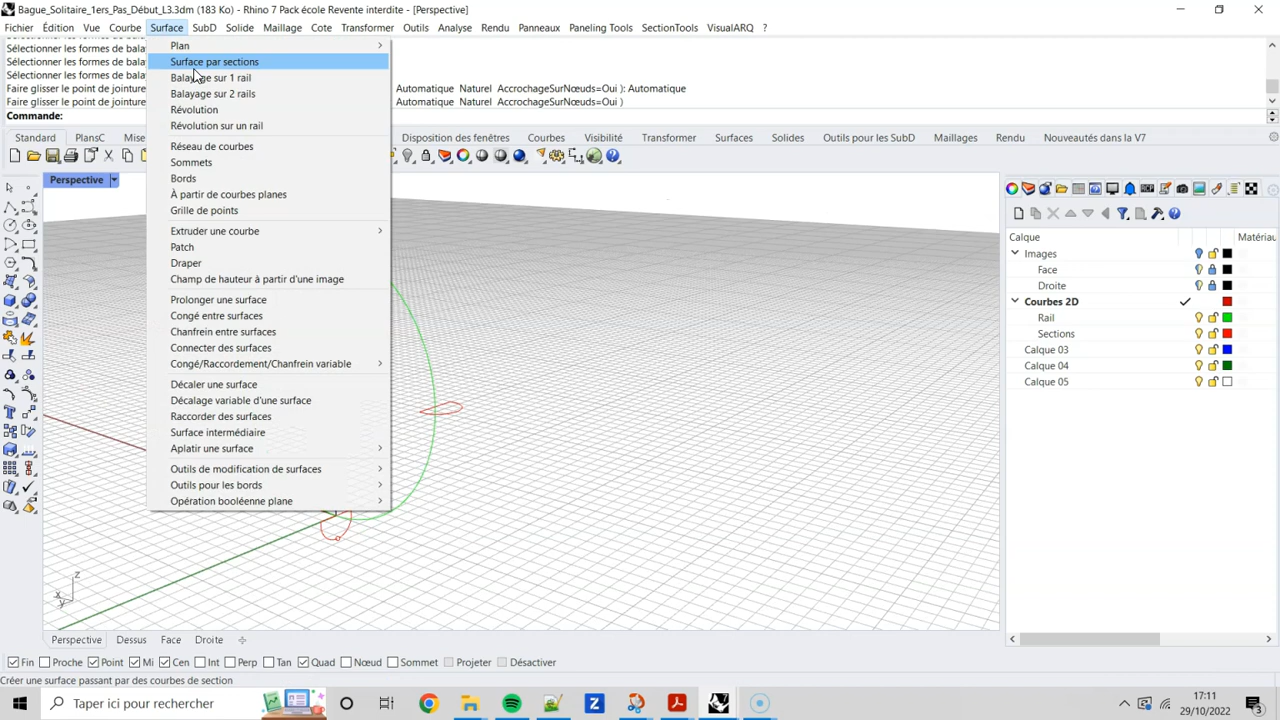 Bague_Solitaire_1ers_Pas_Début_L3.3dm (183 Ko) - Rhino 7 Pack école Revente interdite - [Perspective]
Fichier Édition Vue Courbe Surface SubD Solide Maillage Cote Transformer Outils Analyse Rendu Panneaux Paneling Tools SectionTools VisualARQ ?
Sélectionner les formes de bala
Sélectionner les formes de bala
Sélectionner les formes de bala
Faire glisser le point de jointure Automatique Naturel AccrochageSurNœuds=Oui ): Automatique
Faire glisser le point de jointure Automatique Naturel AccrochageSurNœuds=Oui )
Commande:
Standard PlansC Mise Disposition des fenêtres Courbes Visibilité Transformer Surfaces Solides Outils pour les SubD Maillages Rendu Nouveautés dans la V7
Plan
Surface par sections
Balayage sur 1 rail
Balayage sur 2 rails
Révolution
Révolution sur un rail
Réseau de courbes
Sommets
Bords
À partir de courbes planes
Grille de points
Extruder une courbe
Patch
Draper
Champ de hauteur à partir d'une image
Prolonger une surface
Congé entre surfaces
Chanfrein entre surfaces
Connecter des surfaces
Congé/Raccordement/Chanfrein variable
Décaler une surface
Décalage variable d'une surface
Raccorder des surfaces
Surface intermédiaire
Aplatir une surface
Outils de modification de surfaces
Outils pour les bords
Opération booléenne plane
Perspective
z
x
y
Calque Matériau
Images
Face
Droite
Courbes 2D
Rail
Sections
Calque 03
Calque 04
Calque 05
Perspective Dessus Face Droite
Fin Proche Point Mi Cen Int Perp Tan Quad Nœud Sommet Projeter Désactiver
Créer une surface passant par des courbes de section
Taper ici pour rechercher
17:11
29/10/2022
3